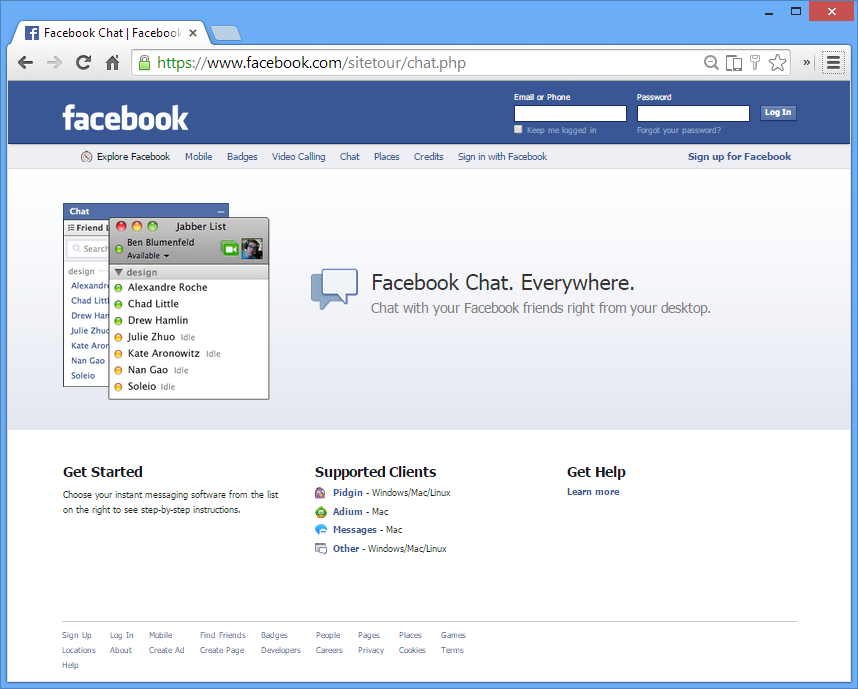 Facebook Chat | Facebook
https://www.facebook.com/sitetour/chat.php
facebook
Email or Phone
Password
Log In
Keep me logged in
Forgot your password?
Explore Facebook Mobile Badges Video Calling Chat Places Credits Sign in with Facebook Sign up for Facebook
Chat
Friend L
Search
design
Alexandre
Chad Littl
Drew Ham
Julie Zhuo
Kate Aron
Nan Gao
Soleio
Jabber List
Ben Blumenfeld
Available
design
Alexandre Roche
Chad Little
Drew Hamlin
Julie Zhuo Idle
Kate Aronowitz Idle
Nan Gao Idle
Soleio Idle
Facebook Chat. Everywhere.
Chat with your Facebook friends right from your desktop.
Get Started
Choose your instant messaging software from the list
on the right to see step-by-step instructions.
Supported Clients
Pidgin - Windows/Mac/Linux
Adium - Mac
Messages - Mac
Other - Windows/Mac/Linux
Get Help
Learn more
Sign Up Log In Mobile Find Friends Badges People Pages Places Games
Locations About Create Ad Create Page Developers Careers Privacy Cookies Terms
Help